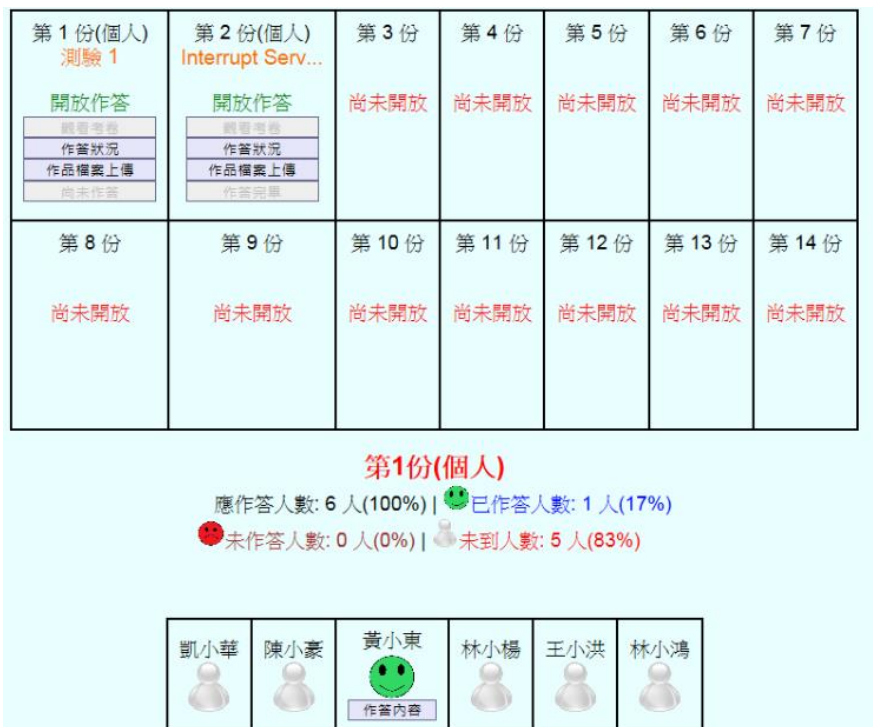 第 1 份(個人)
測驗 1
開放作答
觀看考卷
作答狀況
作品檔案上傳
尚未作答
第 2 份(個人)
Interrupt Serv...
開放作答
觀看考卷
作答狀況
作品檔案上傳
作答完畢
第 3 份
尚未開放
第 4 份
尚未開放
第 5 份
尚未開放
第 6 份
尚未開放
第 7 份
尚未開放
第 8 份
尚未開放
第 9 份
尚未開放
第 10 份
尚未開放
第 11 份
尚未開放
第 12 份
尚未開放
第 13 份
尚未開放
第 14 份
尚未開放
第1份(個人)
應作答人數: 6 人(100%) | 已作答人數: 1 人(17%)
未作答人數: 0 人(0%) | 未到人數: 5 人(83%)
凱小華
陳小豪
黃小東
作答內容
林小楊
王小洪
林小鴻